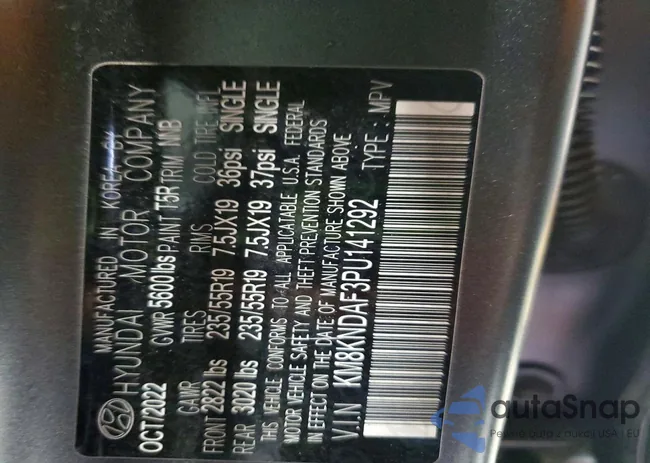 MANUFACTURED IN KOREA BY
HYUNDAI MOTOR COMPANY
OCT/2022 GVWR 5600lbs PAINT T5R TRIM NNB
GAWR TIRES RIMS COLD TIRE INFL
FRONT 2822 lbs 235/55R19 7.5JX19 36psi SINGLE
REAR 3020 lbs 235/55R19 7.5JX19 37psi SINGLE
THIS VEHICLE CONFORMS TO ALL APPLICABLE U.S.A. FEDERAL
MOTOR VEHICLE SAFETY AND THEFT PREVENTION STANDARDS
IN EFFECT ON THE DATE OF MANUFACTURE SHOWN ABOVE
V.I.N KM8KNDAF3PU141292 TYPE : MPV
autoSnap